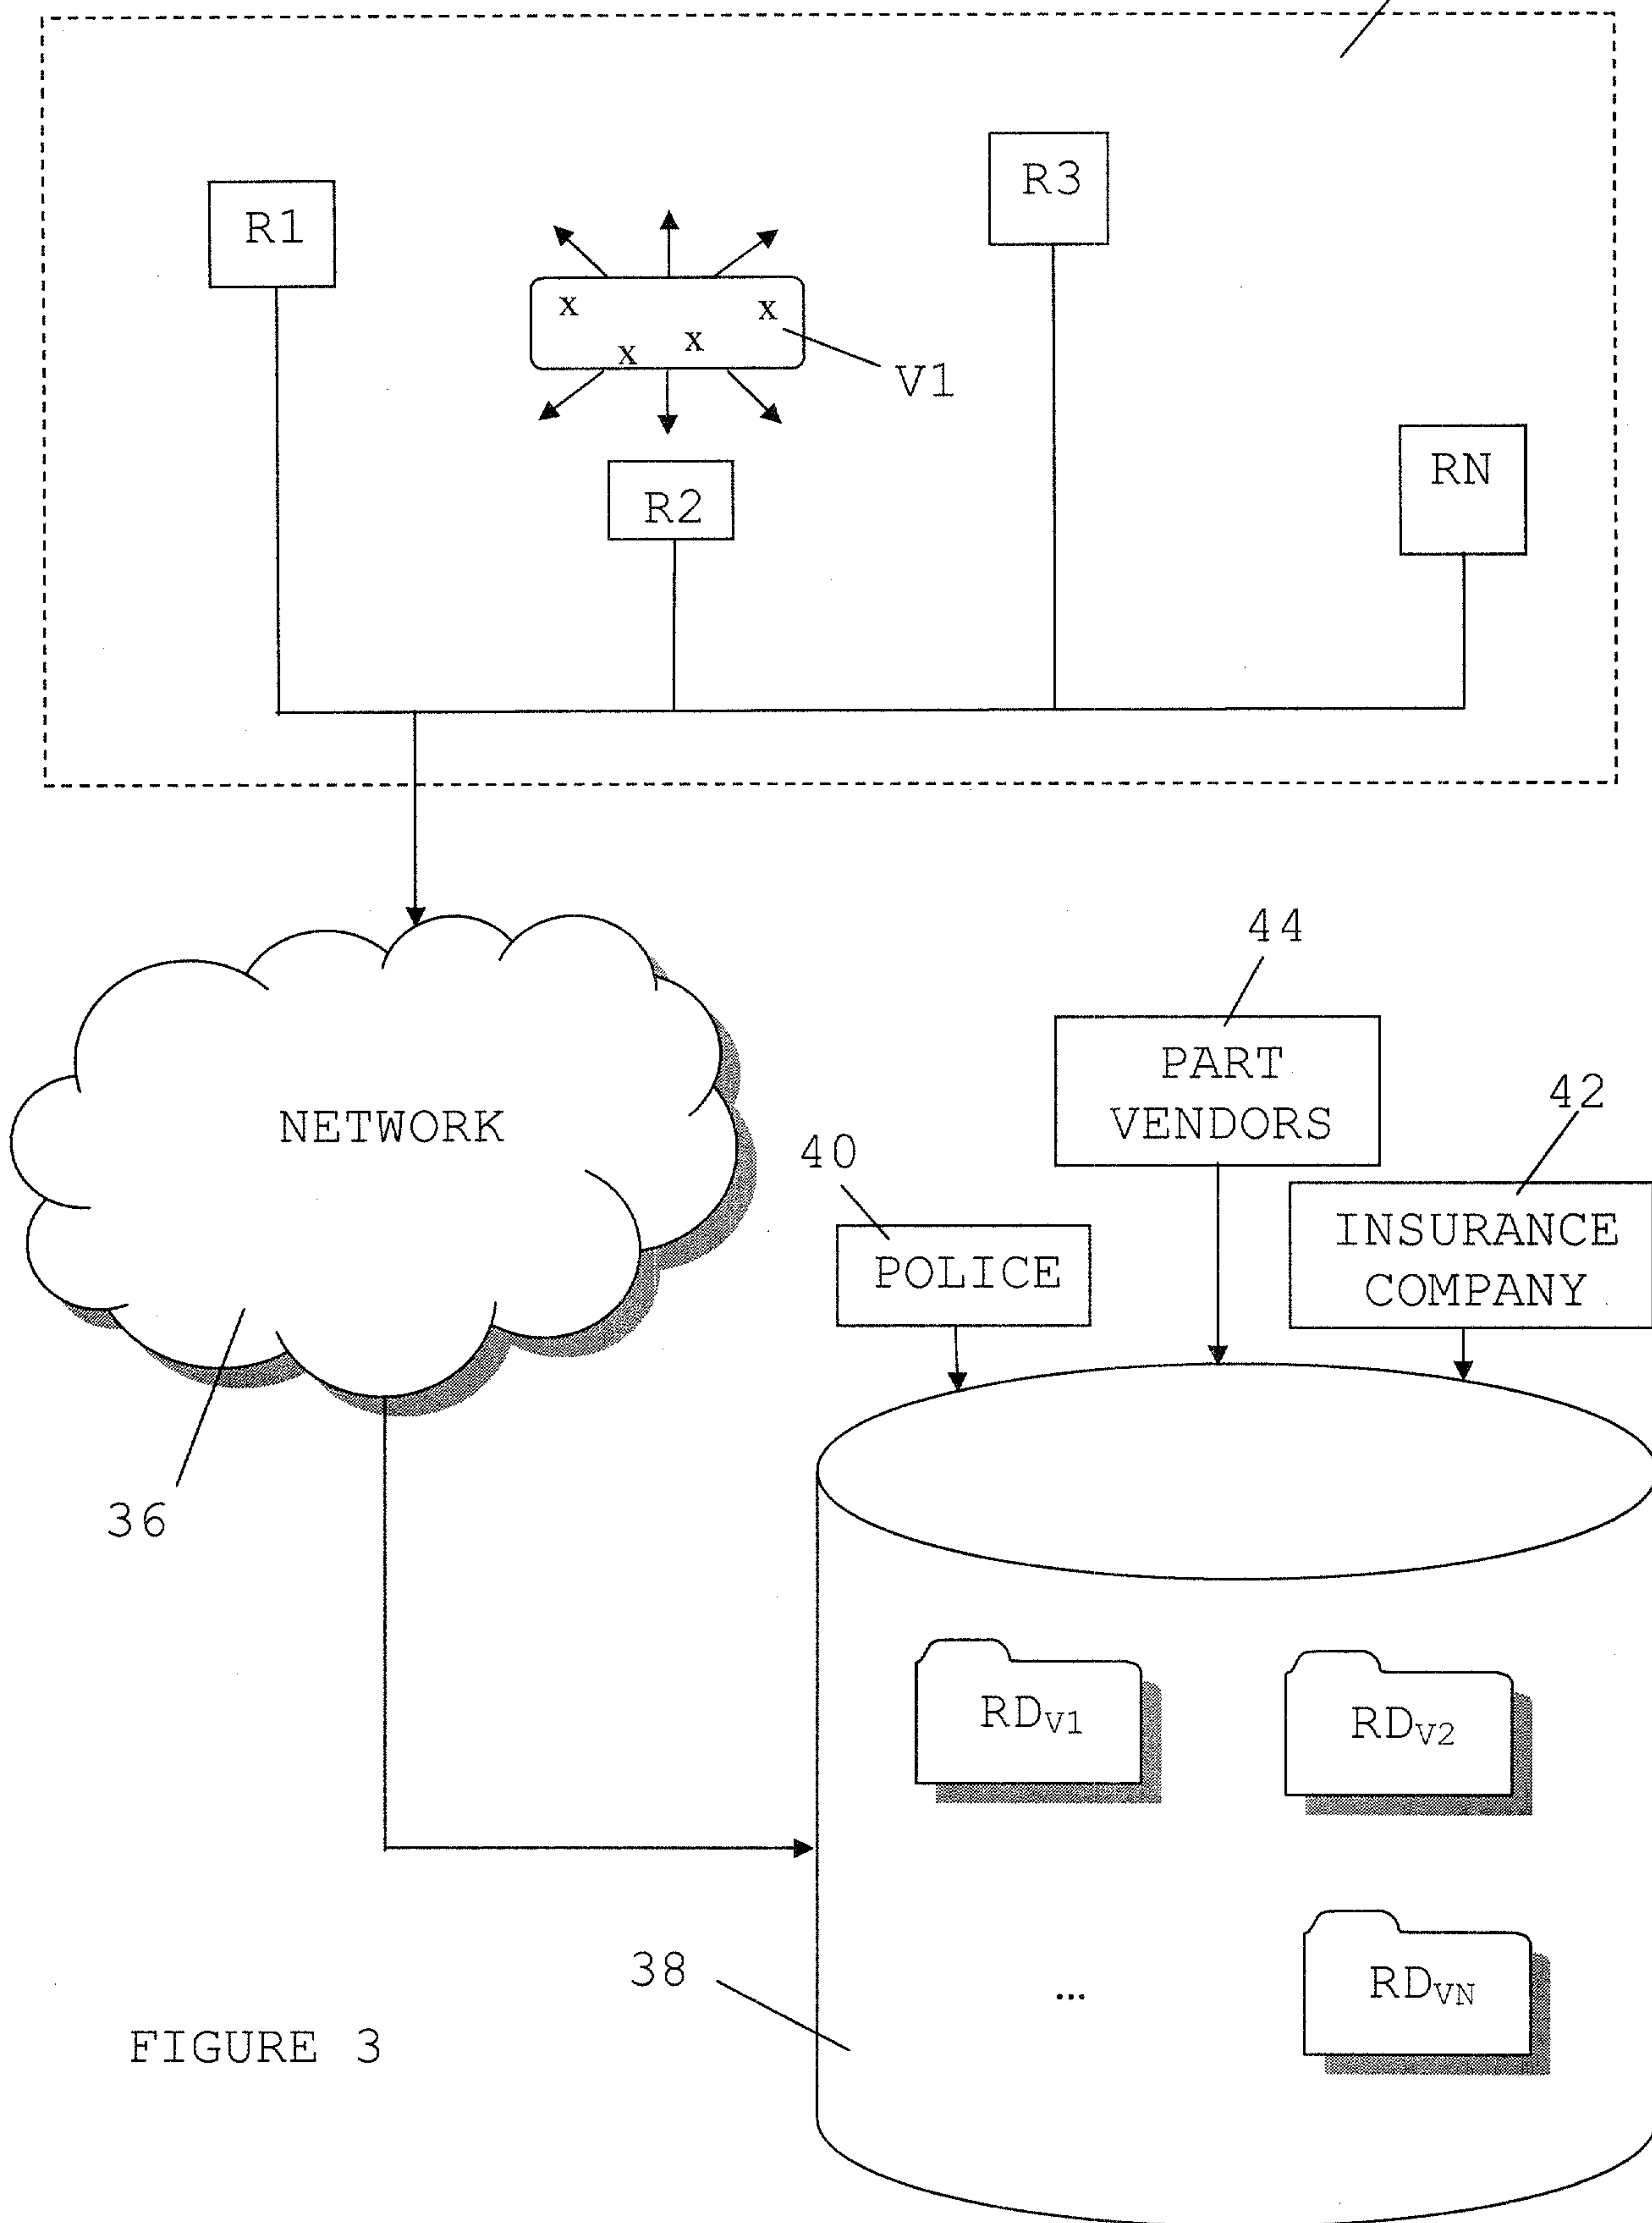 R1
R3
x
x
x
x
V1
RN
R2
44
PART
VENDORS
42
NETWORK
40
INSURANCE
COMPANY
POLICE
36
RDV1
RDV2
38
...
RDVN
FIGURE 3